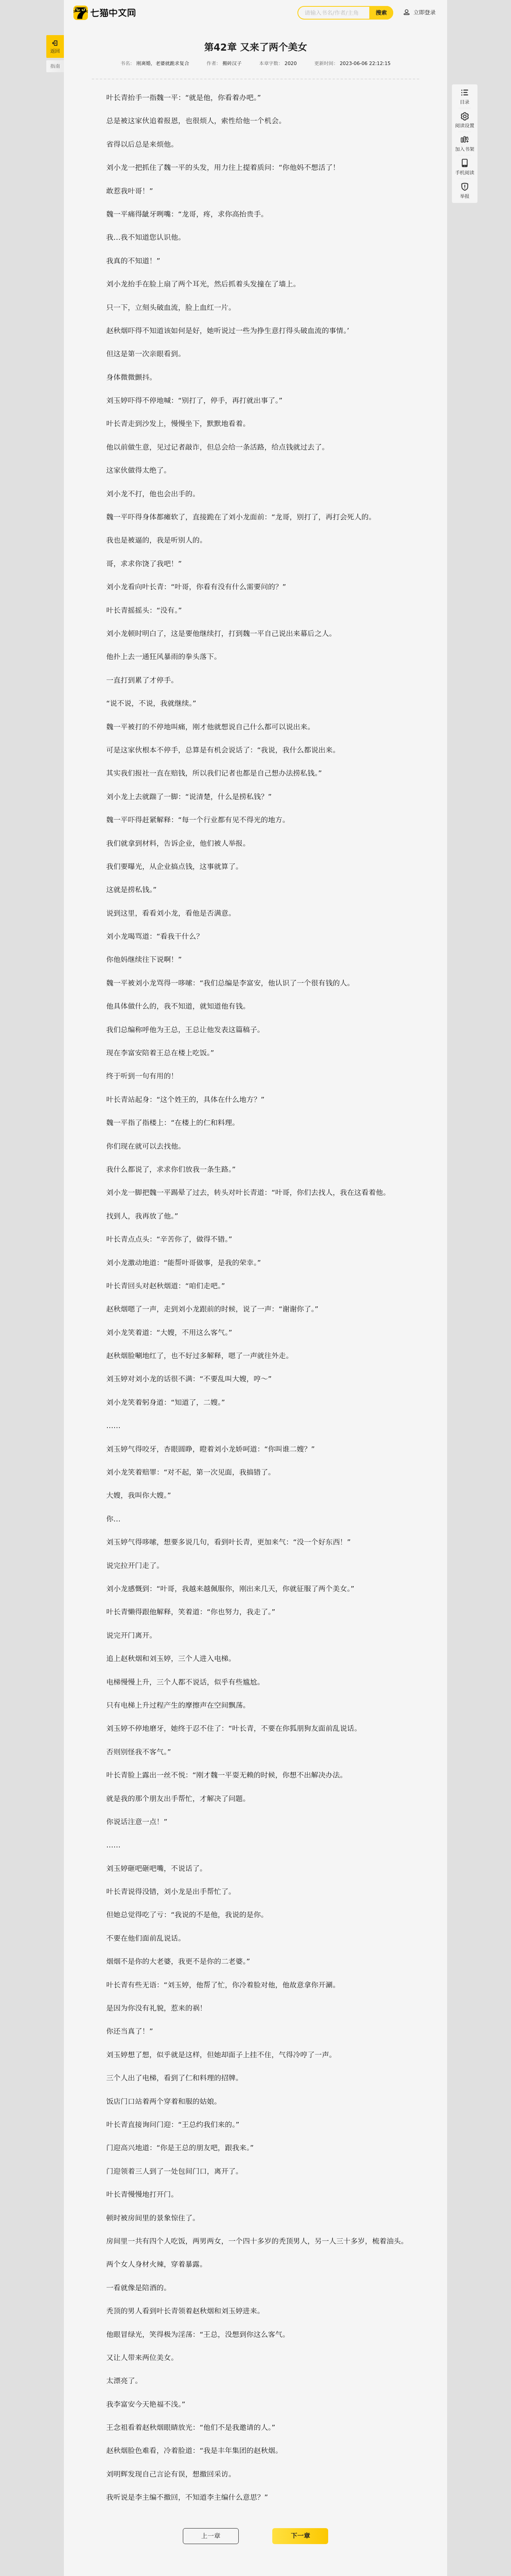 七猫中文网
请输入书名/作者/主角
搜索
立即登录
返回
听书
目录
阅读设置
加入书架
手机阅读
举报
第42章 又来了两个美女
书名： 刚离婚，老婆就跪求复合 作者： 搬砖汉子 本章字数： 2020 更新时间： 2023-06-06 22:12:15
叶长青抬手一指魏一平：“就是他，你看着办吧。”
总是被这家伙追着报恩，也很烦人，索性给他一个机会。
省得以后总是来烦他。
刘小龙一把抓住了魏一平的头发，用力往上提着质问：“你他妈不想活了！
敢惹我叶哥！”
魏一平痛得龇牙咧嘴：“龙哥，疼，求你高抬贵手。
我…我不知道您认识他。
我真的不知道！”
刘小龙抬手在脸上扇了两个耳光，然后抓着头发撞在了墙上。
只一下，立刻头破血流，脸上血红一片。
赵秋烟吓得不知道该如何是好，她听说过一些为挣生意打得头破血流的事情。’
但这是第一次亲眼看到。
身体微微颤抖。
刘玉婷吓得不停地喊：“别打了，停手，再打就出事了。”
叶长青走到沙发上，慢慢坐下，默默地看着。
他以前做生意，见过记者敲诈，但总会给一条活路，给点钱就过去了。
这家伙做得太绝了。
刘小龙不打，他也会出手的。
魏一平吓得身体都瘫软了，直接跪在了刘小龙面前：“龙哥，别打了，再打会死人的。
我也是被逼的，我是听别人的。
哥，求求你饶了我吧！”
刘小龙看向叶长青：“叶哥，你看有没有什么需要问的？”
叶长青摇摇头：“没有。”
刘小龙顿时明白了，这是要他继续打，打到魏一平自己说出来幕后之人。
他扑上去一通狂风暴雨的拳头落下。
一直打到累了才停手。
“说不说，不说，我就继续。”
魏一平被打的不停地叫痛，刚才他就想说自己什么都可以说出来。
可是这家伙根本不停手，总算是有机会说话了：“我说，我什么都说出来。
其实我们报社一直在赔钱，所以我们记者也都是自己想办法捞私钱。”
刘小龙上去就踹了一脚：“说清楚，什么是捞私钱？”
魏一平吓得赶紧解释：“每一个行业都有见不得光的地方。
我们就拿到材料，告诉企业，他们被人举报。
我们要曝光，从企业搞点钱，这事就算了。
这就是捞私钱。”
说到这里，看看刘小龙，看他是否满意。
刘小龙喝骂道：“看我干什么？
你他妈继续往下说啊！”
魏一平被刘小龙骂得一哆嗦：“我们总编是李富安，他认识了一个很有钱的人。
他具体做什么的，我不知道，就知道他有钱。
我们总编称呼他为王总，王总让他发表这篇稿子。
现在李富安陪着王总在楼上吃饭。”
终于听到一句有用的！
叶长青站起身：“这个姓王的，具体在什么地方？”
魏一平指了指楼上：“在楼上的仁和料理。
你们现在就可以去找他。
我什么都说了，求求你们放我一条生路。”
刘小龙一脚把魏一平踢晕了过去，转头对叶长青道：“叶哥，你们去找人，我在这看着他。
找到人，我再放了他。”
叶长青点点头：“辛苦你了，做得不错。”
刘小龙激动地道：“能帮叶哥做事，是我的荣幸。”
叶长青回头对赵秋烟道：“咱们走吧。”
赵秋烟嗯了一声，走到刘小龙跟前的时候，说了一声：“谢谢你了。”
刘小龙笑着道：“大嫂，不用这么客气。”
赵秋烟脸唰地红了，也不好过多解释，嗯了一声就往外走。
刘玉婷对刘小龙的话很不满：“不要乱叫大嫂，哼～”
刘小龙笑着躬身道：“知道了，二嫂。”
……
刘玉婷气得咬牙，杏眼圆睁，瞪着刘小龙娇呵道：“你叫谁二嫂？”
刘小龙笑着赔罪：“对不起，第一次见面，我搞错了。
大嫂，我叫你大嫂。”
你…
刘玉婷气得哆嗦，想要多说几句，看到叶长青，更加来气：“没一个好东西！”
说完拉开门走了。
刘小龙感慨到：“叶哥，我越来越佩服你，刚出来几天，你就征服了两个美女。”
叶长青懒得跟他解释，笑着道：“你也努力，我走了。”
说完开门离开。
追上赵秋烟和刘玉婷，三个人进入电梯。
电梯慢慢上升，三个人都不说话，似乎有些尴尬。
只有电梯上升过程产生的摩擦声在空间飘荡。
刘玉婷不停地磨牙，她终于忍不住了：“叶长青，不要在你狐朋狗友面前乱说话。
否则别怪我不客气。”
叶长青脸上露出一丝不悦：“刚才魏一平耍无赖的时候，你想不出解决办法。
就是我的那个朋友出手帮忙，才解决了问题。
你说话注意一点！”
……
刘玉婷砸吧砸吧嘴，不说话了。
叶长青说得没错，刘小龙是出手帮忙了。
但她总觉得吃了亏：“我说的不是他，我说的是你。
不要在他们面前乱说话。
烟烟不是你的大老婆，我更不是你的二老婆。”
叶长青有些无语：“刘玉婷，他帮了忙，你冷着脸对他，他故意拿你开涮。
是因为你没有礼貌，惹来的祸！
你还当真了！”
刘玉婷想了想，似乎就是这样，但她却面子上挂不住，气得冷哼了一声。
三个人出了电梯，看到了仁和料理的招牌。
饭店门口站着两个穿着和服的姑娘。
叶长青直接询问门迎：“王总约我们来的。”
门迎高兴地道：“你是王总的朋友吧，跟我来。”
门迎领着三人到了一处包间门口，离开了。
叶长青慢慢地打开门。
顿时被房间里的景象惊住了。
房间里一共有四个人吃饭，两男两女，一个四十多岁的秃顶男人，另一人三十多岁，梳着油头。
两个女人身材火辣，穿着暴露。
一看就像是陪酒的。
秃顶的男人看到叶长青领着赵秋烟和刘玉婷进来。
他眼冒绿光，笑得极为淫荡：“王总，没想到你这么客气。
又让人带来两位美女。
太漂亮了。
我李富安今天艳福不浅。”
王念祖看着赵秋烟眼睛放光：“他们不是我邀请的人。”
赵秋烟脸色难看，冷着脸道：“我是丰年集团的赵秋烟。
刘明辉发现自己言论有误，想撤回采访。
我听说是李主编不撤回，不知道李主编什么意思？”
上一章
下一章